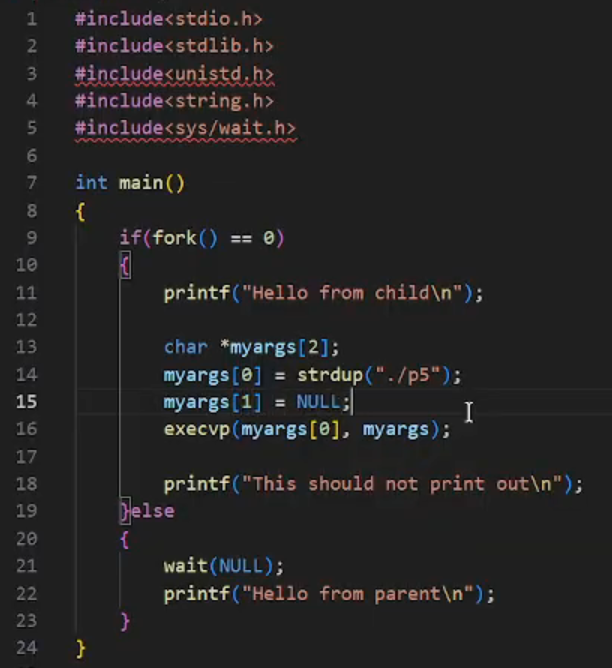 1 #include<stdio.h>
2 #include<stdlib.h>
3 #include<unistd.h>
4 #include<string.h>
5 #include<sys/wait.h>
6
7 int main()
8 {
9     if(fork() == 0)
10     {
11         printf("Hello from child\n");
12
13         char *myargs[2];
14         myargs[0] = strdup("./p5");
15         myargs[1] = NULL;
16         execvp(myargs[0], myargs);
17
18         printf("This should not print out\n");
19     }else
20     {
21         wait(NULL);
22         printf("Hello from parent\n");
23     }
24 }